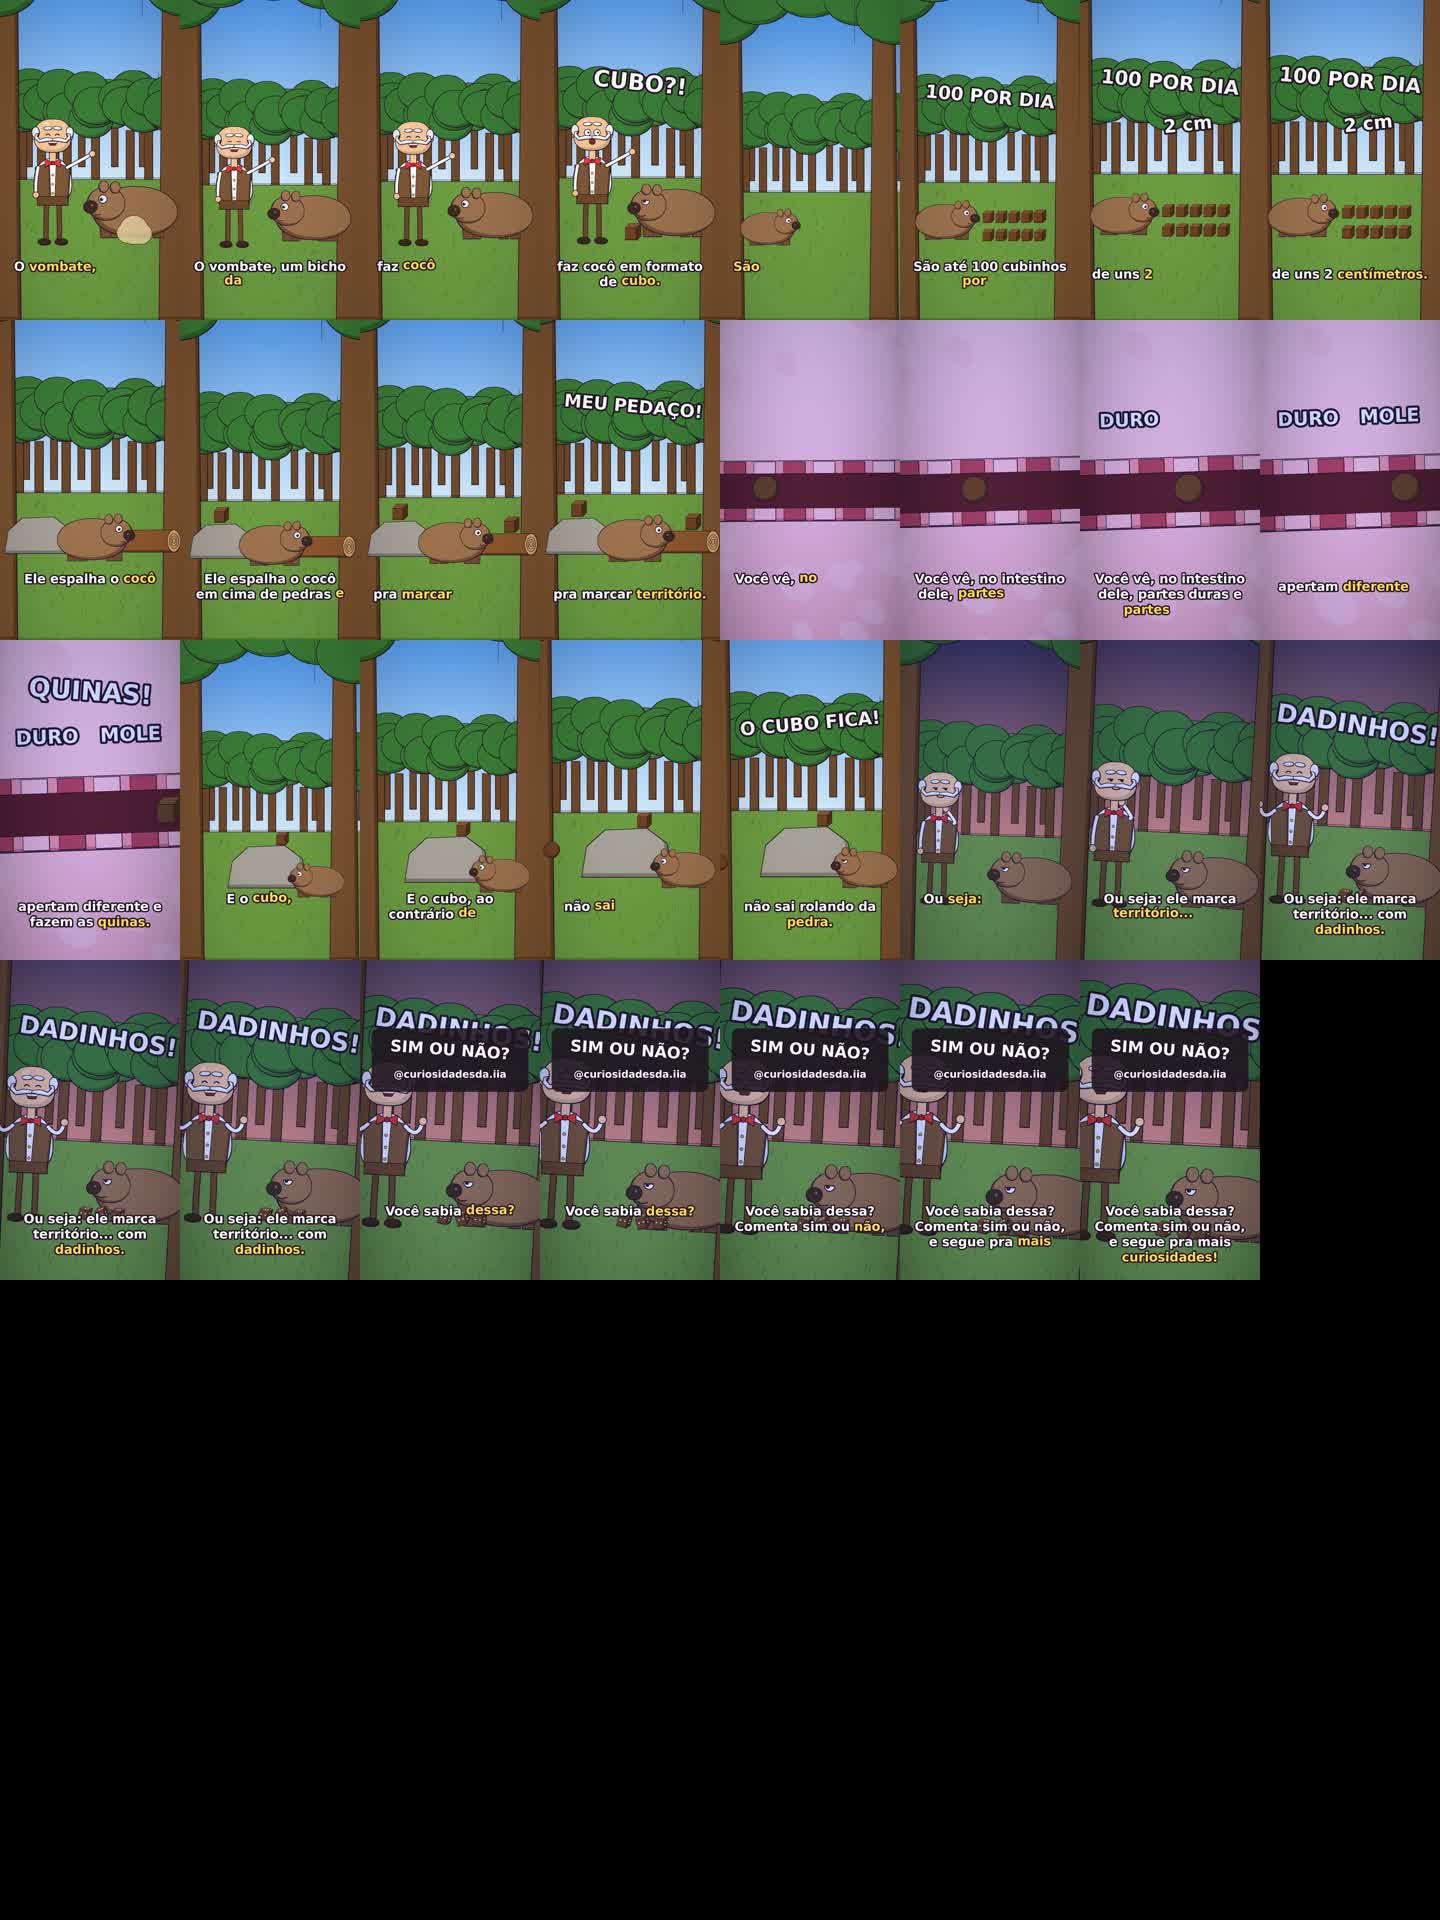 O vombate,
O vombate, um bicho
da
faz cocô
CUBO?!
faz cocô em formato
de cubo.
São
100 POR DIA
São até 100 cubinhos
por
100 POR DIA
2 cm
de uns 2
100 POR DIA
2 cm
de uns 2 centímetros.
Ele espalha o cocô
Ele espalha o cocô
em cima de pedras e
pra marcar
MEU PEDAÇO!
pra marcar território.
Você vê, no
Você vê, no intestino
dele, partes
DURO
Você vê, no intestino
dele, partes duras e
partes
DURO MOLE
apertam diferente
QUINAS!
DURO MOLE
apertam diferente e
fazem as quinas.
E o cubo,
E o cubo, ao
contrário de
não sai
O CUBO FICA!
não sai rolando da
pedra.
Ou seja:
Ou seja: ele marca
território...
DADINHOS!
Ou seja: ele marca
território... com
dadinhos.
DADINHOS!
Ou seja: ele marca
território... com
dadinhos.
DADINHOS!
Ou seja: ele marca
território... com
dadinhos.
DADINHOS!
SIM OU NÃO?
@curiosidadesda.iia
Você sabia dessa?
DADINHOS!
SIM OU NÃO?
@curiosidadesda.iia
Você sabia dessa?
DADINHOS
SIM OU NÃO?
@curiosidadesda.iia
Você sabia dessa?
Comenta sim ou não,
DADINHOS
SIM OU NÃO?
@curiosidadesda.iia
Você sabia dessa?
Comenta sim ou não,
e segue pra mais
DADINHOS
SIM OU NÃO?
@curiosidadesda.iia
Você sabia dessa?
Comenta sim ou não,
e segue pra mais
curiosidades!